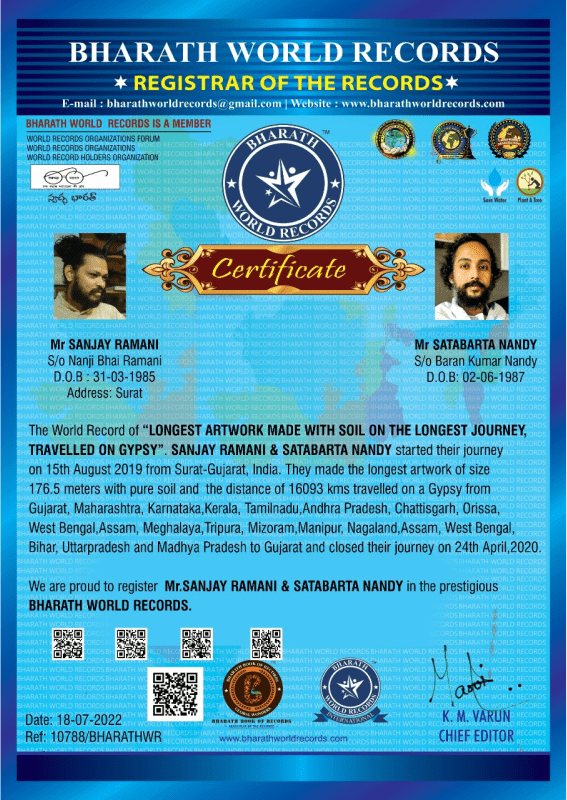 BHARATH WORLD RECORDS
REGISTRAR OF THE RECORDS
E-mail : bharathworldrecords@gmail.com | Website : www.bharathworldrecords.com
BHARATH WORLD RECORDS IS A MEMBER
WORLD RECORDS ORGANIZATIONS FORUM
WORLD RECORDS ORGANIZATIONS
WORLD RECORD HOLDERS ORGANIZATION
స్వచ్ఛ భారత్
BHARATH
WORLD RECORDS
TM
Save Water
Plant A Tree
Certificate
Mr SANJAY RAMANI
S/o Nanji Bhai Ramani
D.O.B : 31-03-1985
Address: Surat
Mr SATABARTA NANDY
S/o Baran Kumar Nandy
D.O.B: 02-06-1987
The World Record of “LONGEST ARTWORK MADE WITH SOIL ON THE LONGEST JOURNEY,
TRAVELLED ON GYPSY”. SANJAY RAMANI & SATABARTA NANDY started their journey
on 15th August 2019 from Surat-Gujarat, India. They made the longest artwork of size
176.5 meters with pure soil and the distance of 16093 kms travelled on a Gypsy from
Gujarat, Maharashtra, Karnataka,Kerala, Tamilnadu,Andhra Pradesh, Chattisgarh, Orissa,
West Bengal,Assam, Meghalaya,Tripura, Mizoram,Manipur, Nagaland,Assam, West Bengal,
Bihar, Uttarpradesh and Madhya Pradesh to Gujarat and closed their journey on 24th April,2020.
We are proud to register Mr.SANJAY RAMANI & SATABARTA NANDY in the prestigious
BHARATH WORLD RECORDS.
BHARATH BOOK OF RECORDS
BHARATH
WORLD RECORDS
INTERNATIONAL
Date: 18-07-2022
Ref: 10788/BHARATHWR
www.bharathworldrecords.com
K. M. VARUN
CHIEF EDITOR